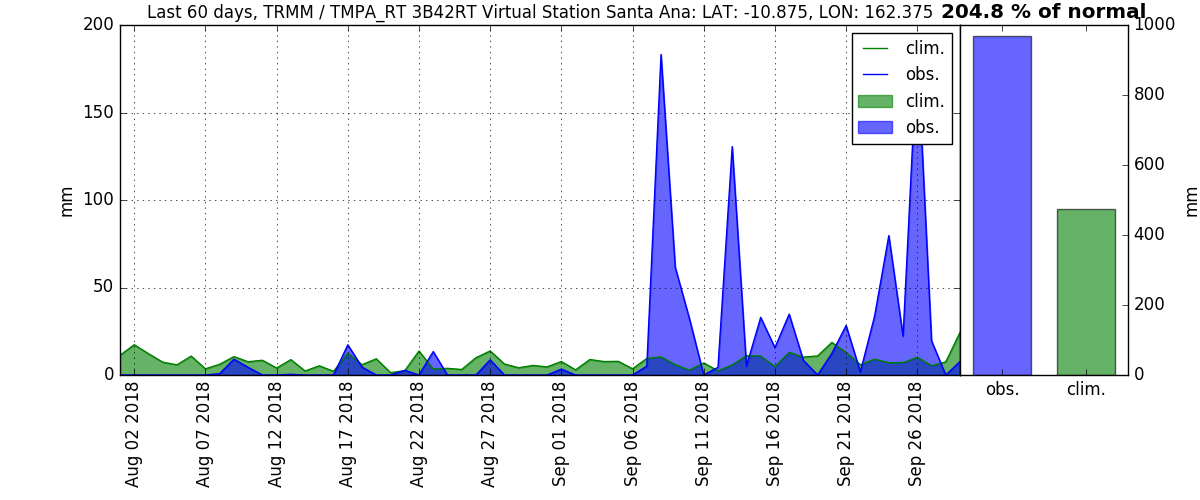 Last 60 days, TRMM / TMPA_RT 3B42RT Virtual Station Santa Ana: LAT: -10.875, LON: 162.375 204.8 % of normal
200
150
100
50
0
mm
clim.
obs.
clim.
obs.
Aug 02 2018
Aug 07 2018
Aug 12 2018
Aug 17 2018
Aug 22 2018
Aug 27 2018
Sep 01 2018
Sep 06 2018
Sep 11 2018
Sep 16 2018
Sep 21 2018
Sep 26 2018
1000
800
600
400
200
0
mm
obs.
clim.